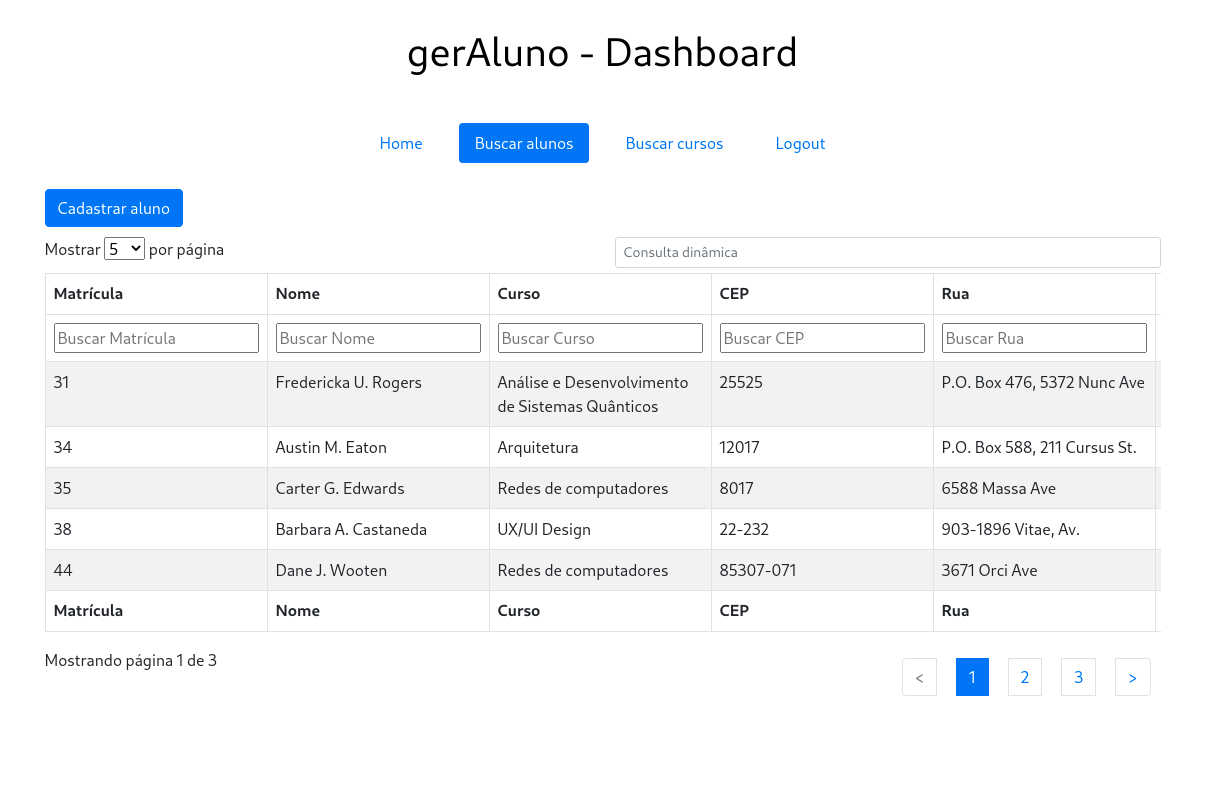 gerAluno - Dashboard
Home Buscar alunos Buscar cursos Logout
Cadastrar aluno
Mostrar 5 por página Consulta dinâmica
Matrícula Nome Curso CEP Rua
Buscar Matrícula Buscar Nome Buscar Curso Buscar CEP Buscar Rua
31 Fredericka U. Rogers Análise e Desenvolvimento 25525 P.O. Box 476, 5372 Nunc Ave
de Sistemas Quânticos
34 Austin M. Eaton Arquitetura 12017 P.O. Box 588, 211 Cursus St.
35 Carter G. Edwards Redes de computadores 8017 6588 Massa Ave
38 Barbara A. Castaneda UX/UI Design 22-232 903-1896 Vitae, Av.
44 Dane J. Wooten Redes de computadores 85307-071 3671 Orci Ave
Matrícula Nome Curso CEP Rua
Mostrando página 1 de 3
< 1 2 3 >